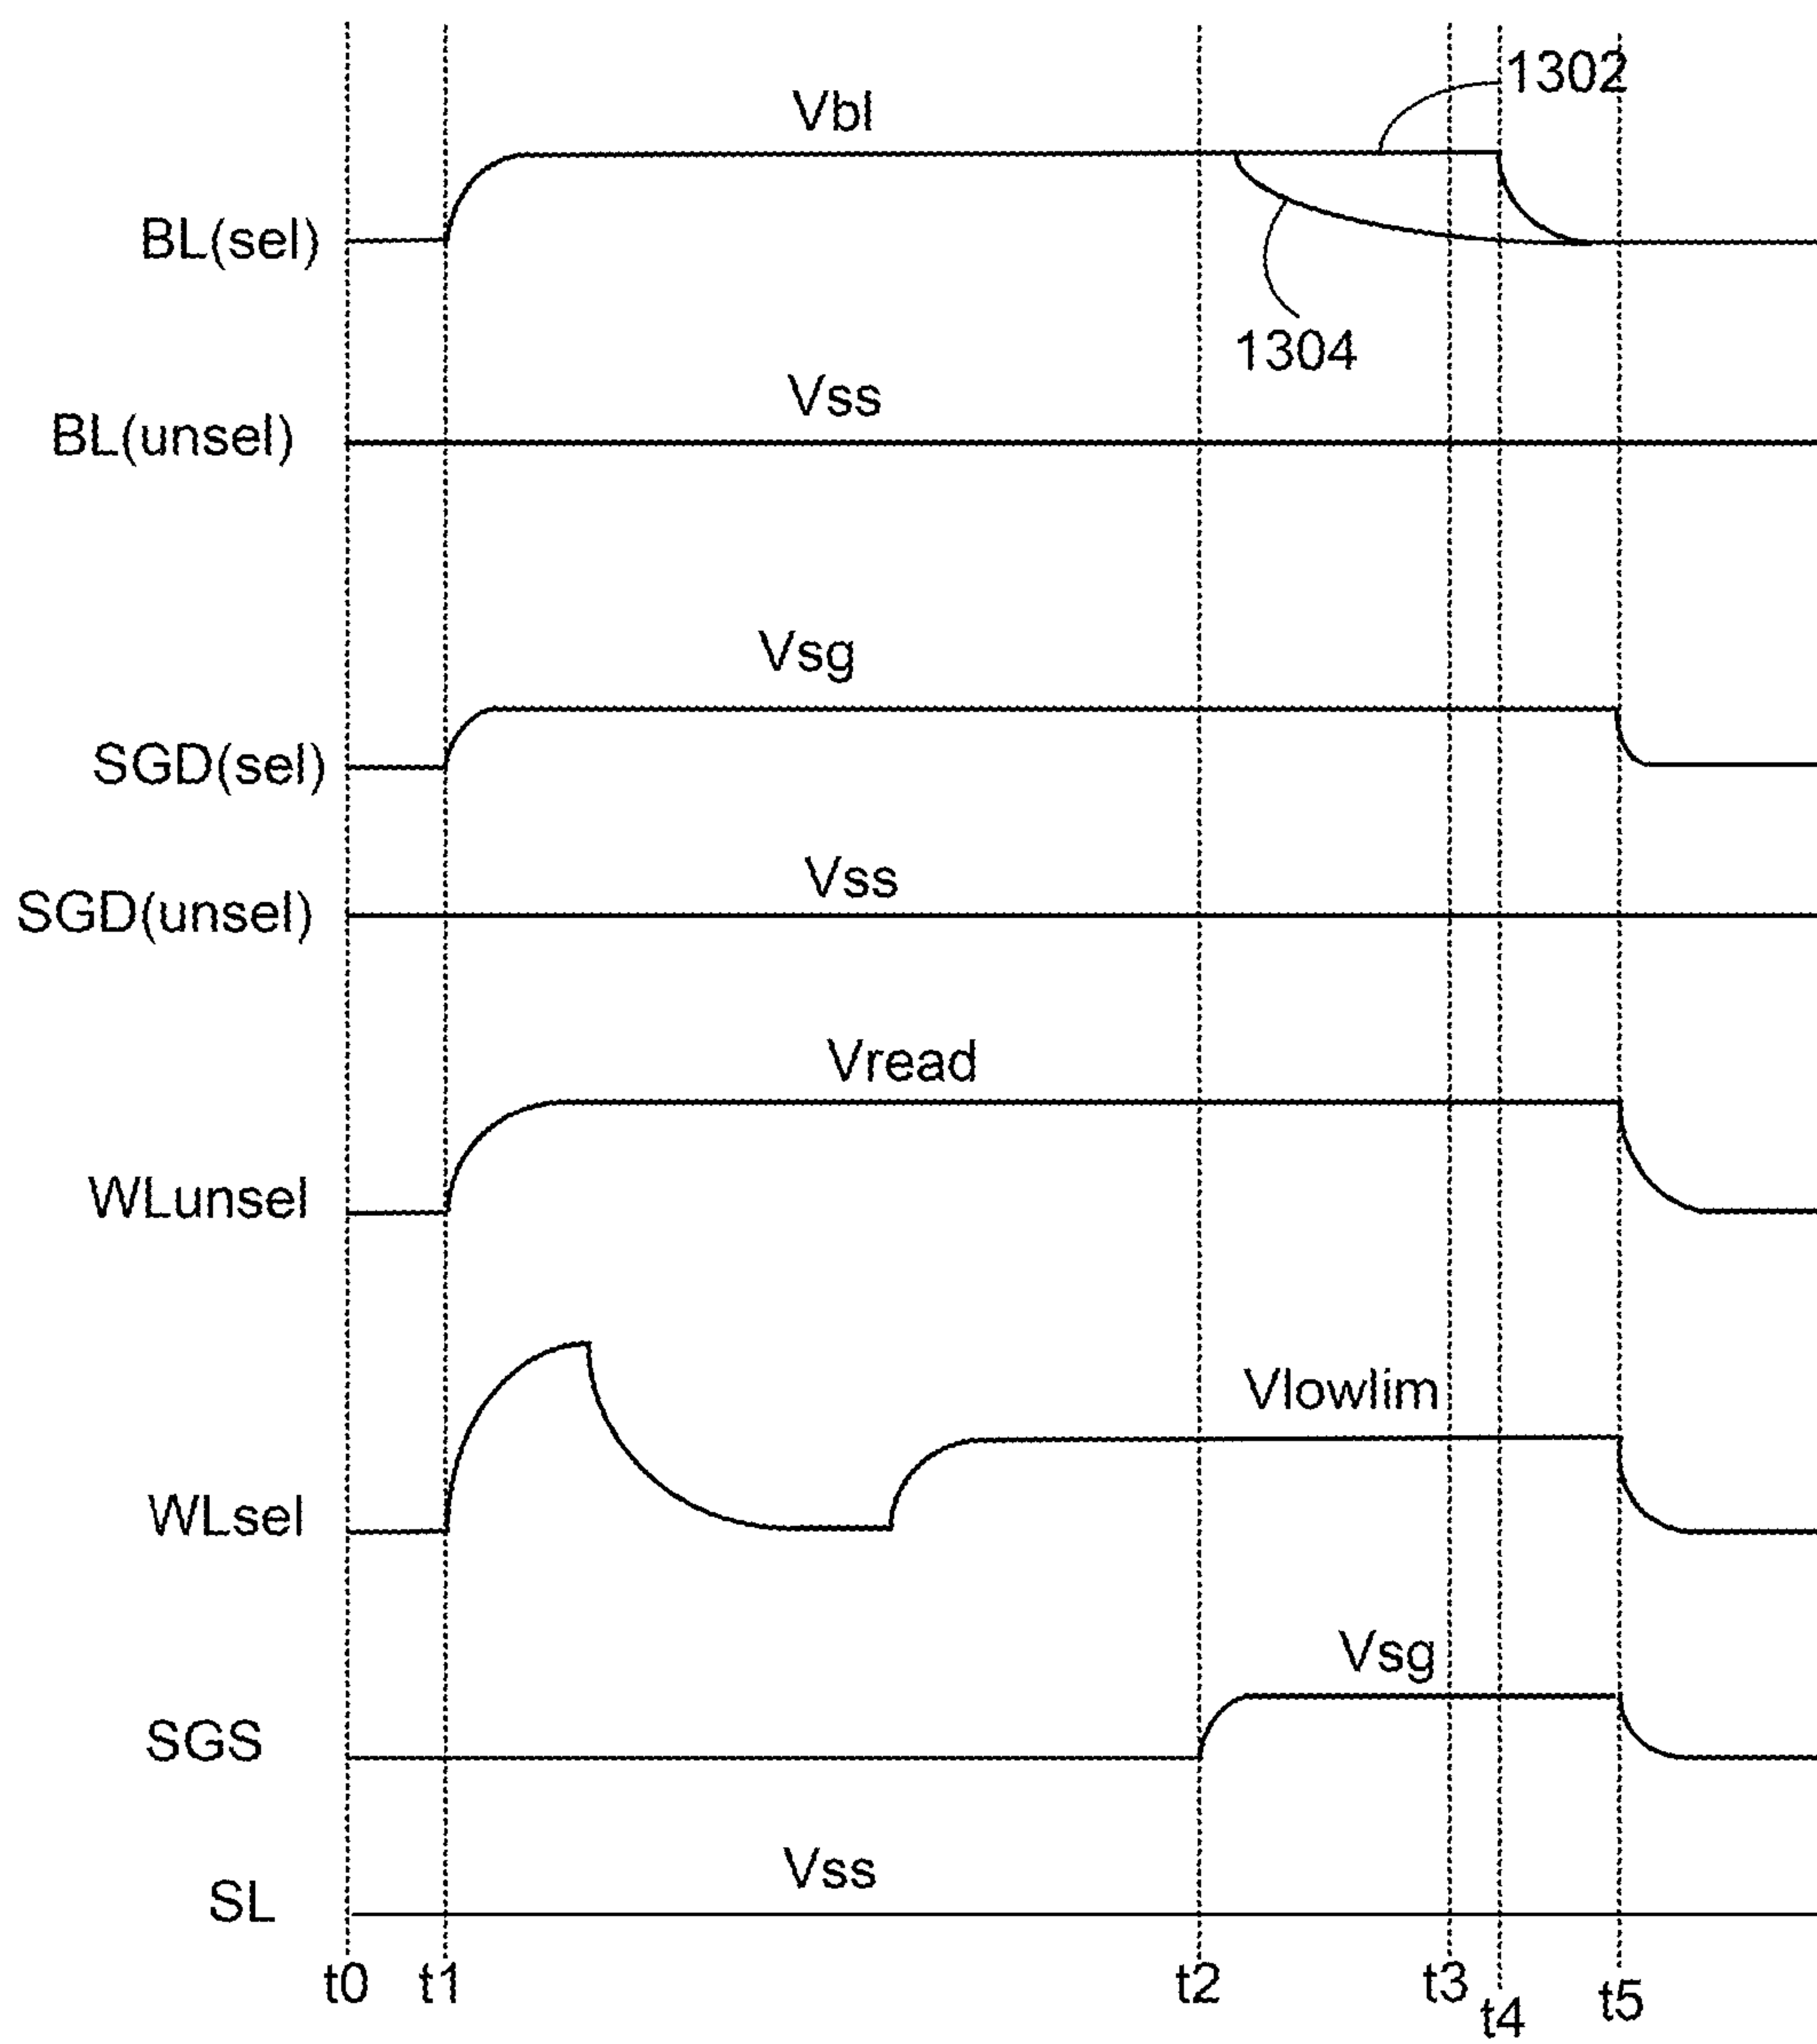 1302
Vbl
BL(sel)
1304
Vss
BL(unsel)
Vsg
SGD(sel)
Vss
SGD(unsel)
Vread
WLunsel
Vlowlim
WLsel
Vsg
SGS
Vss
SL
t0 t1 t2 t3 t4 t5